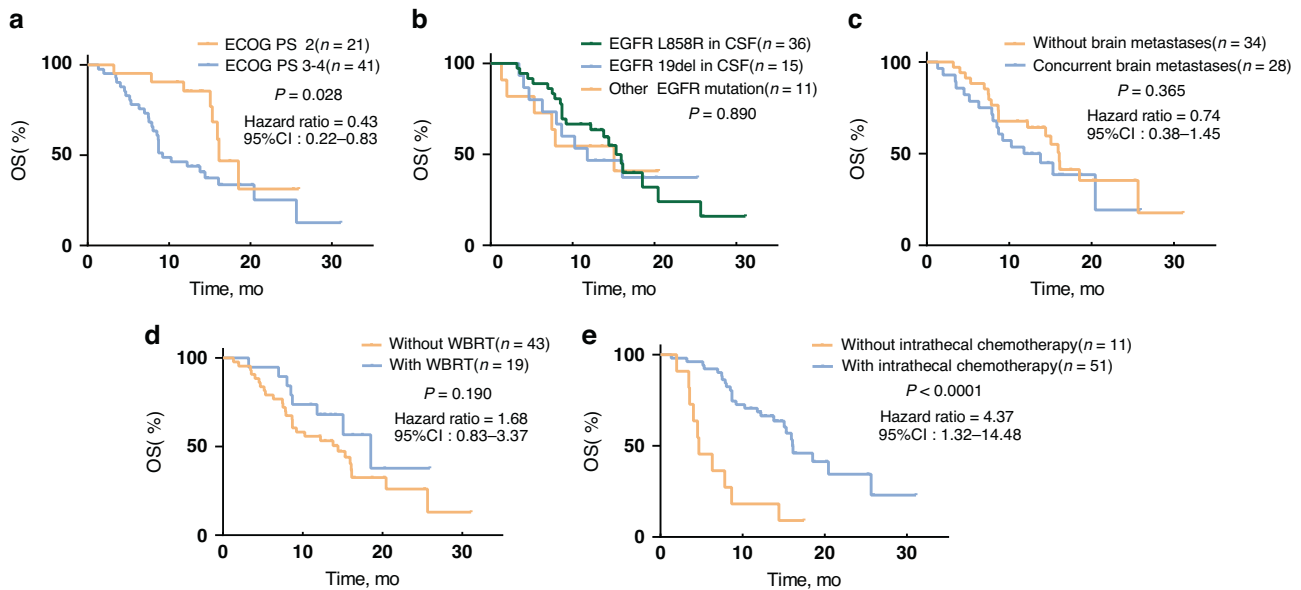 a
ECOG PS 2(n = 21)
ECOG PS 3-4(n = 41)
P = 0.028
Hazard ratio = 0.43
95%CI : 0.22–0.83
OS( %)
100
50
0
0 10 20 30
Time, mo
b
EGFR L858R in CSF(n = 36)
EGFR 19del in CSF(n = 15)
Other EGFR mutation(n = 11)
P = 0.890
OS( %)
100
50
0
0 10 20 30
Time, mo
c
Without brain metastases(n = 34)
Concurrent brain metastases(n = 28)
P = 0.365
Hazard ratio = 0.74
95%CI : 0.38–1.45
OS( %)
100
50
0
0 10 20 30
Time, mo
d
Without WBRT(n = 43)
With WBRT(n = 19)
P = 0.190
Hazard ratio = 1.68
95%CI : 0.83–3.37
OS( %)
100
50
0
0 10 20 30
Time, mo
e
Without intrathecal chemotherapy(n = 11)
With intrathecal chemotherapy(n = 51)
P < 0.0001
Hazard ratio = 4.37
95%CI : 1.32–14.48
OS( %)
100
50
0
0 10 20 30
Time, mo